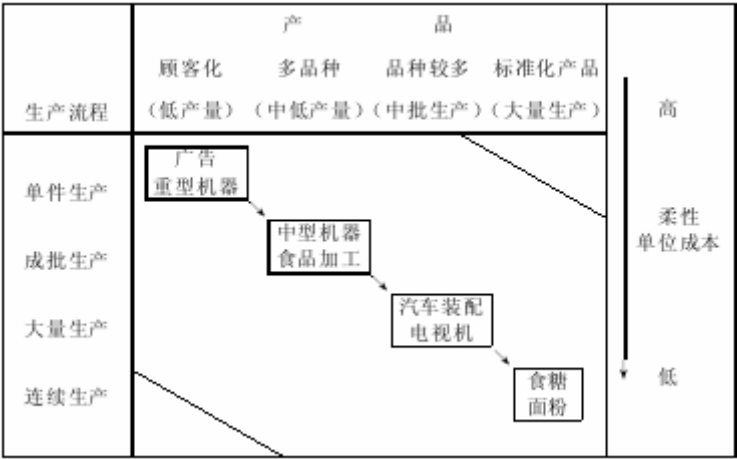 产 品
顾客化 多品种 品种较多 标准化产品
生产流程 （低产量） （中低产量） （中批生产） （大量生产） 高
广告
单件生产 重型机器
柔性
中型机器 单位成本
成批生产 食品加工
汽车装配
大量生产 电视机
食糖 低
连续生产 面粉